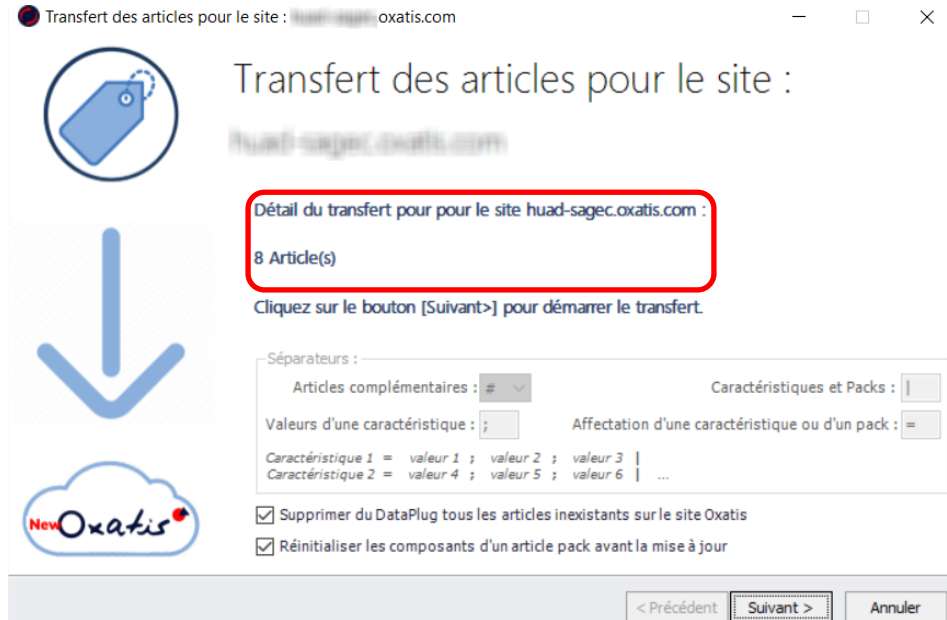 Transfert des articles pour le site : oxatis.com
Transfert des articles pour le site :
Détail du transfert pour pour le site huad-sagec.oxatis.com :
8 Article(s)
Cliquez sur le bouton [Suivant>] pour démarrer le transfert.
Séparateurs :
Articles complémentaires : # Caractéristiques et Packs : |
Valeurs d'une caractéristique : ; Affectation d'une caractéristique ou d'un pack : =
Caractéristique 1 = valeur 1 ; valeur 2 ; valeur 3 |
Caractéristique 2 = valeur 4 ; valeur 5 ; valeur 6 | ...
New Oxatis
Supprimer du DataPlug tous les articles inexistants sur le site Oxatis
Réinitialiser les composants d'un article pack avant la mise à jour
< Précédent Suivant > Annuler